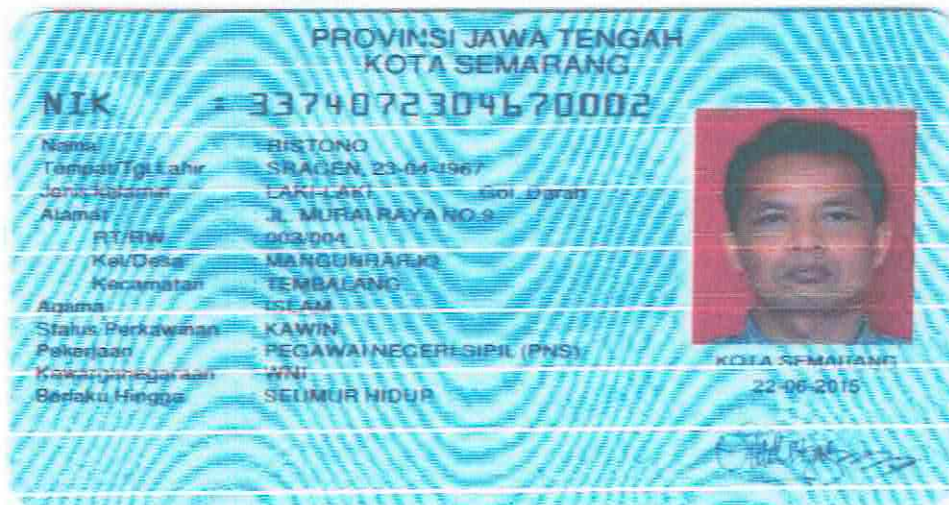 PROVINSI JAWA TENGAH
KOTA SEMARANG
NIK : 3374072304670002
Nama : RISTONO
Tempat/Tgl Lahir : SRAGEN, 23-04-1967
Jenis Kelamin : LAKI-LAKI Gol. Darah
Alamat : JL. MURAI RAYA NO.9
RT/RW : 003/004
Kel/Desa : MANGUNHARJO
Kecamatan : TEMBALANG
Agama : ISLAM
Status Perkawinan : KAWIN
Pekerjaan : PEGAWAI NEGERI SIPIL (PNS)
Kewarganegaraan : WNI
Berlaku Hingga : SEUMUR HIDUP
KOTA SEMARANG
22-06-2015